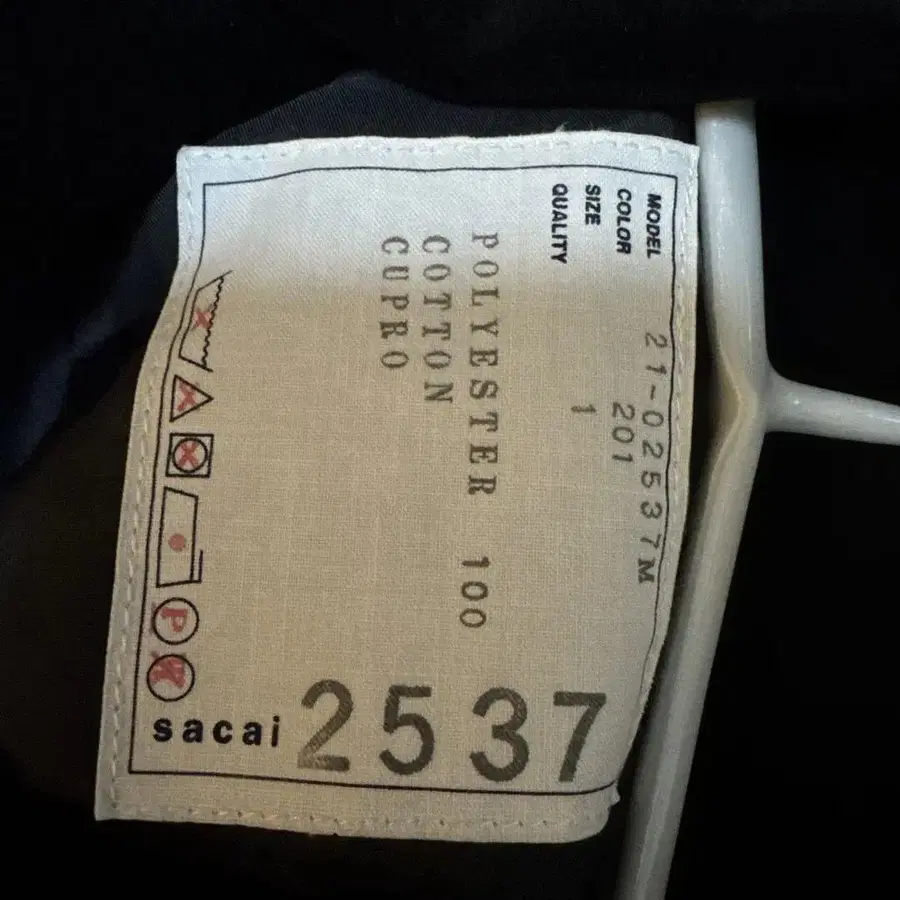 MODEL 21-02537M
COLOR 201
SIZE 1
QUALITY
POLYESTER 100
COTTON
CUPRO
P
W
sacai
2537